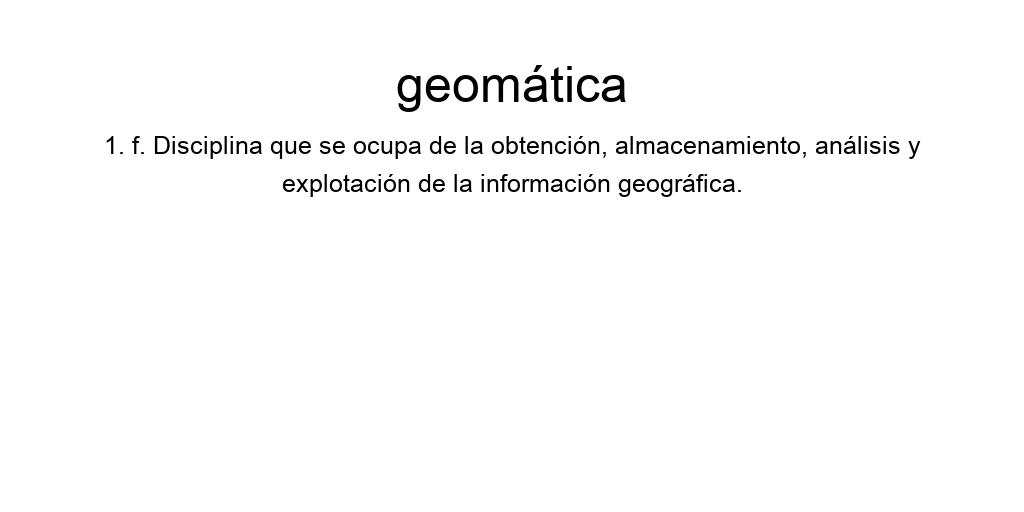 geomática
1. f. Disciplina que se ocupa de la obtención, almacenamiento, análisis y
explotación de la información geográfica.